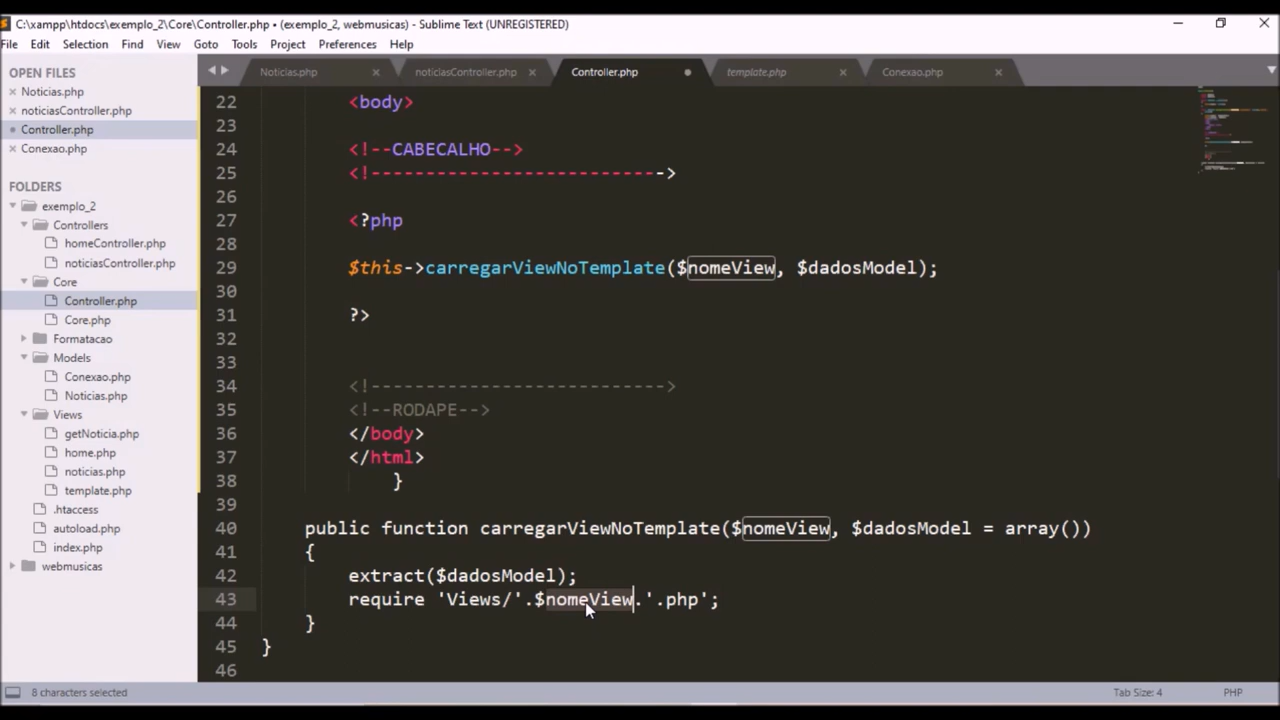 C:\xampp\htdocs\exemplo_2\Core\Controller.php • (exemplo_2, webmusicas) - Sublime Text (UNREGISTERED)
File Edit Selection Find View Goto Tools Project Preferences Help
OPEN FILES
Noticias.php
noticiasController.php
Controller.php
Conexao.php
FOLDERS
exemplo_2
Controllers
homeController.php
noticiasController.php
Core
Controller.php
Core.php
Formatacao
Models
Conexao.php
Noticias.php
Views
getNoticia.php
home.php
noticias.php
template.php
.htaccess
autoload.php
index.php
webmusicas
Noticias.php noticiasController.php Controller.php template.php Conexao.php
22 <body>
23
24 <!--CABECALHO-->
25 <!--------------------------->
26
27 <?php
28
29 $this->carregarViewNoTemplate($nomeView, $dadosModel);
30
31 ?>
32
33
34 <!--------------------------->
35 <!--RODAPE-->
36 </body>
37 </html>
38 }
39
40 public function carregarViewNoTemplate($nomeView, $dadosModel = array())
41 {
42 extract($dadosModel);
43 require 'Views/'.$nomeView.'.php';
44 }
45 }
46
8 characters selected Tab Size: 4 PHP